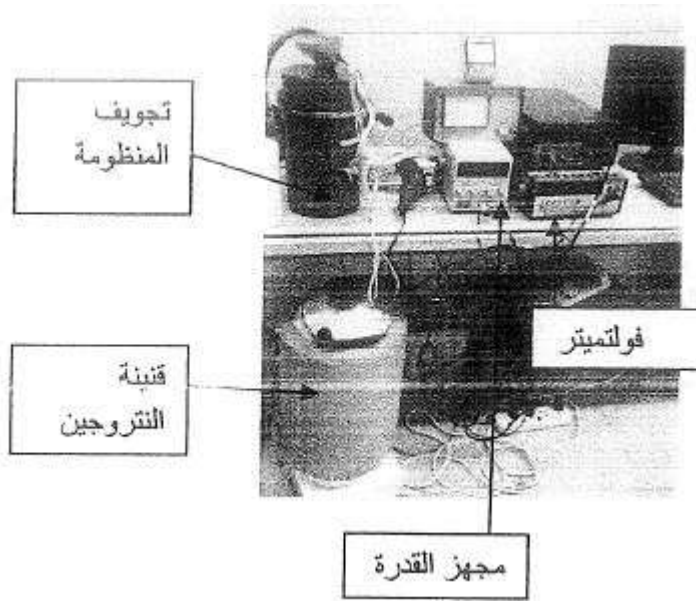 تجويف
المنظومة
فولتميتر
قنينة
النتروجين
مجهز القدرة